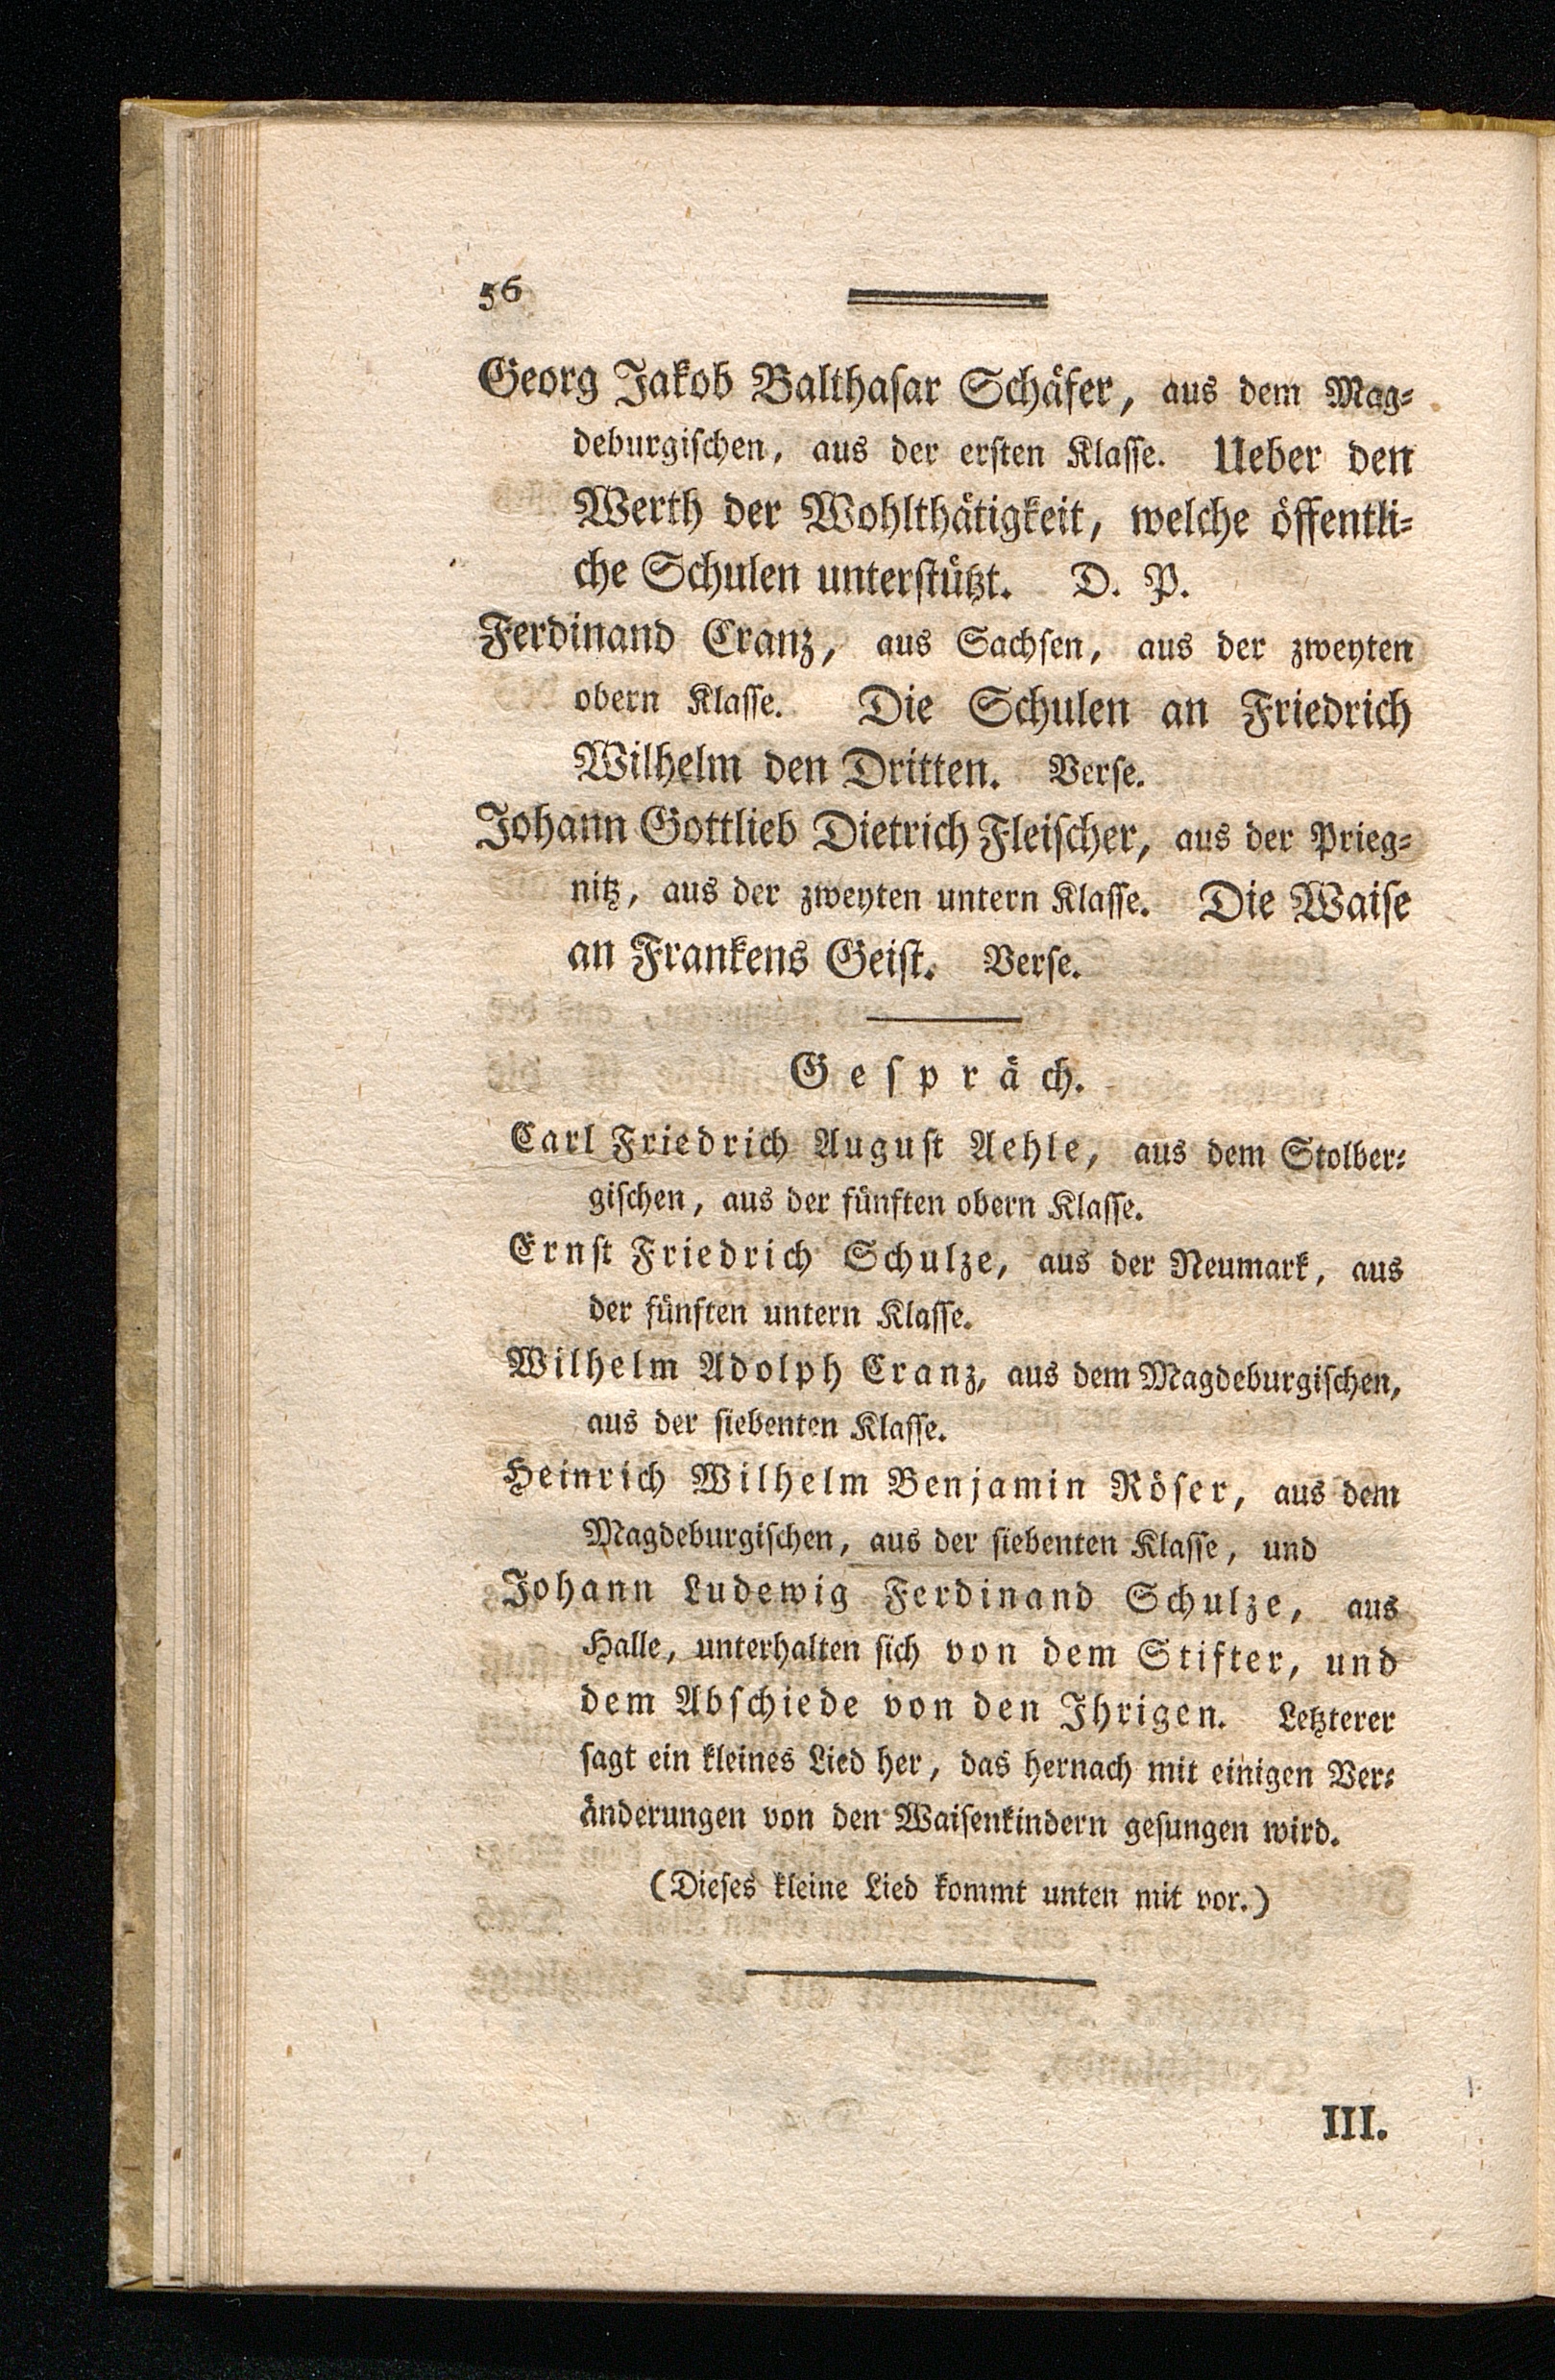 56
Georg Jakob Balthaſar Schäfer, aus dem Mag⸗
deburgiſchen, aus der erſten Klaſſe. Ueber den
Werth der Wohlthätigkeit, welche öffentli⸗
che Schulen unterſtützt. D. P.
Ferdinand Cranz, aus Sachſen, aus der zweyten
obern Klaſſe. Die Schulen an Friedrich
Wilhelm den Dritten. Verſe.
Johann Gottlieb Dietrich Fleiſcher, aus der Prieg⸗
nitz, aus der zweyten untern Klaſſe. Die Waiſe
an Frankens Geiſt. Verſe.
Geſpräch.
Carl Friedrich Auguſt Aehle, aus dem Stolber⸗
giſchen, aus der fünften obern Klaſſe.
Ernſt Friedrich Schulze, aus der Neumark, aus
der fünften untern Klaſſe.
Wilhelm Adolph Cranz, aus dem Magdeburgiſchen,
aus der ſiebenten Klaſſe.
Heinrich Wilhelm Benjamin Röſer, aus dem
Magdeburgiſchen, aus der ſiebenten Klaſſe, und
Johann Ludewig Ferdinand Schulze, aus
Halle, unterhalten ſich von dem Stifter, und
dem Abſchiede von den Ihrigen. Letzterer
ſagt ein kleines Lied her, das hernach mit einigen Ver⸗
änderungen von den Waiſenkindern geſungen wird.
(Dieſes kleine Lied kommt unten mit vor.)
III.